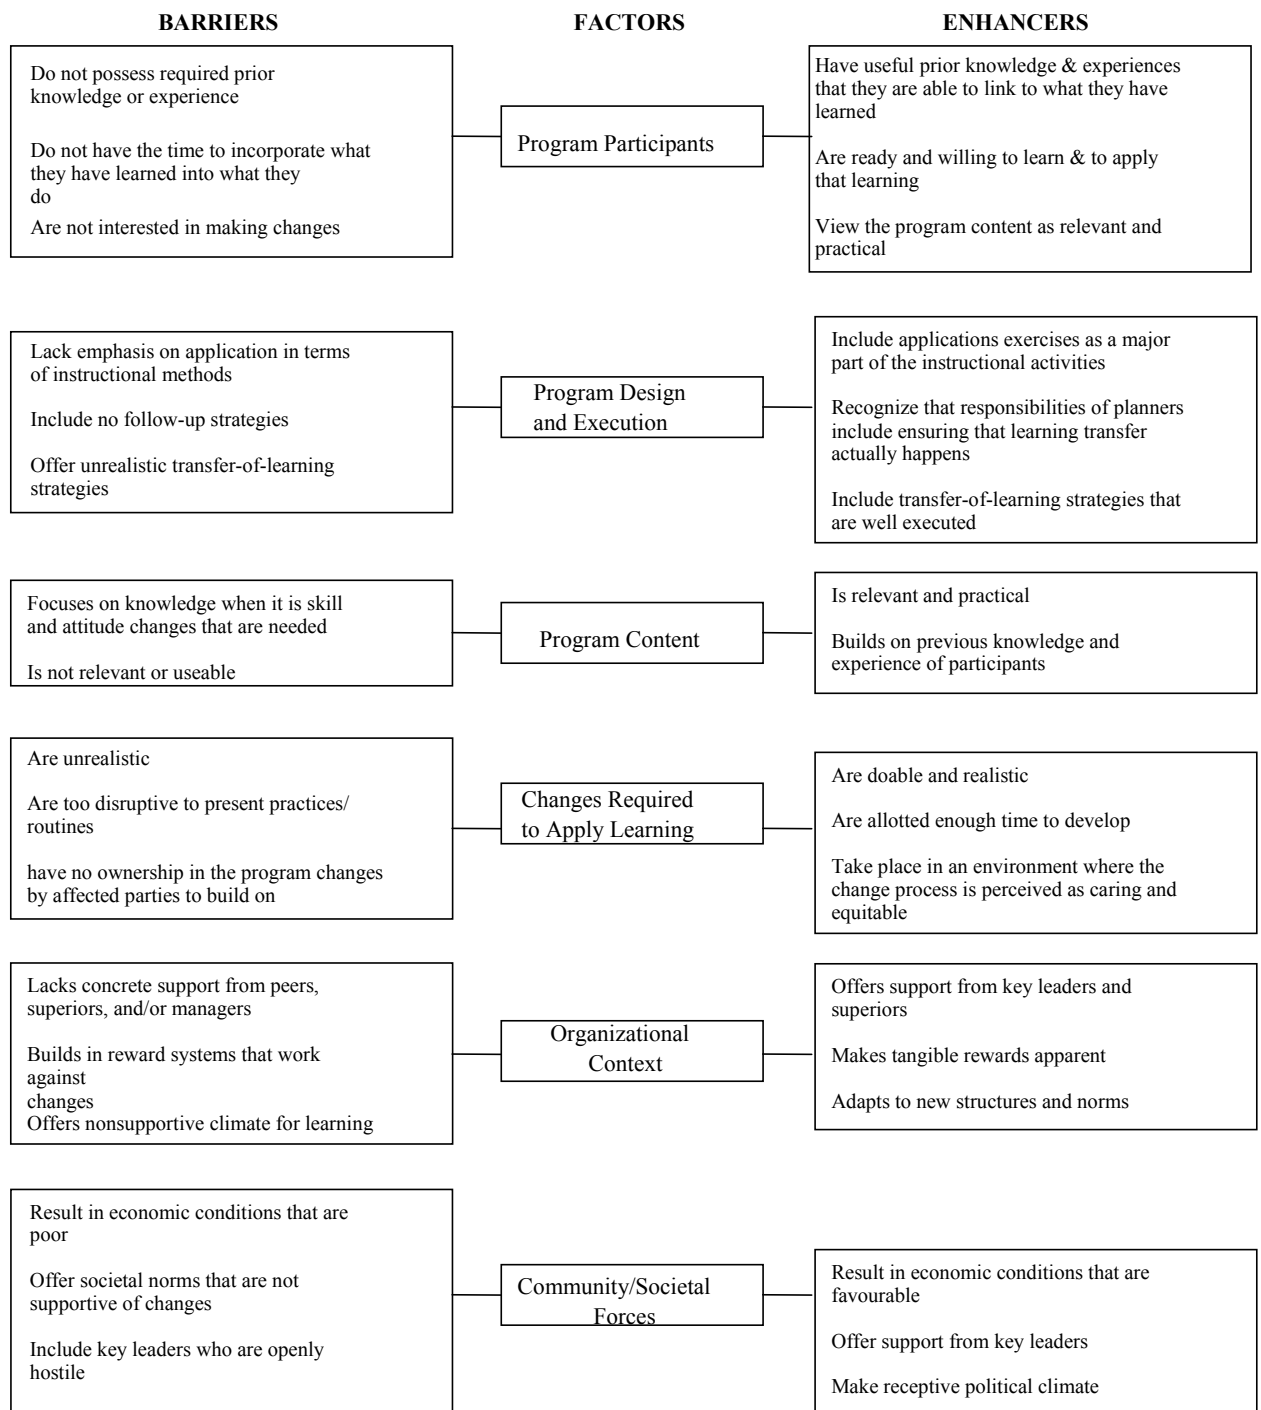 BARRIERS FACTORS ENHANCERS
Do not possess required prior
knowledge or experience
Do not have the time to incorporate what
they have learned into what they
do
Are not interested in making changes
Program Participants
Have useful prior knowledge & experiences
that they are able to link to what they have
learned
Are ready and willing to learn & to apply
that learning
View the program content as relevant and
practical
Lack emphasis on application in terms
of instructional methods
Include no follow-up strategies
Offer unrealistic transfer-of-learning
strategies
Program Design
and Execution
Include applications exercises as a major
part of the instructional activities
Recognize that responsibilities of planners
include ensuring that learning transfer
actually happens
Include transfer-of-learning strategies that
are well executed
Focuses on knowledge when it is skill
and attitude changes that are needed
Is not relevant or useable
Program Content
Is relevant and practical
Builds on previous knowledge and
experience of participants
Are unrealistic
Are too disruptive to present practices/
routines
have no ownership in the program changes
by affected parties to build on
Changes Required
to Apply Learning
Are doable and realistic
Are allotted enough time to develop
Take place in an environment where the
change process is perceived as caring and
equitable
Lacks concrete support from peers,
superiors, and/or managers
Builds in reward systems that work
against
changes
Offers nonsupportive climate for learning
Organizational
Context
Offers support from key leaders and
superiors
Makes tangible rewards apparent
Adapts to new structures and norms
Result in economic conditions that are
poor
Offer societal norms that are not
supportive of changes
Include key leaders who are openly
hostile
Community/Societal
Forces
Result in economic conditions that are
favourable
Offer support from key leaders
Make receptive political climate